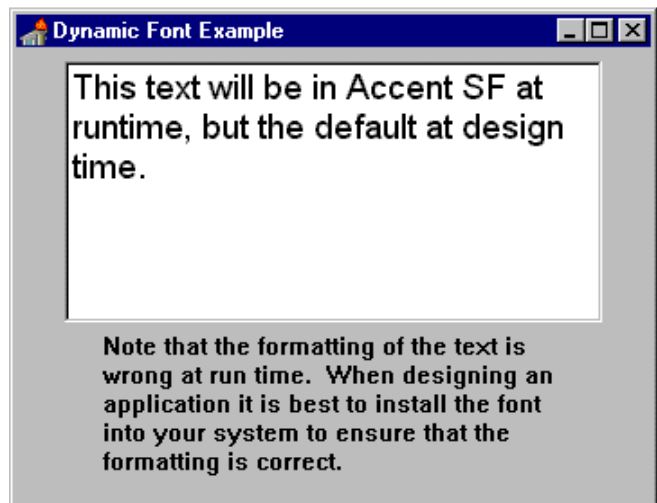 Dynamic Font Example
This text will be in Accent SF at
runtime, but the default at design
time.
Note that the formatting of the text is
wrong at run time.  When designing an
application it is best to install the font
into your system to ensure that the
formatting is correct.